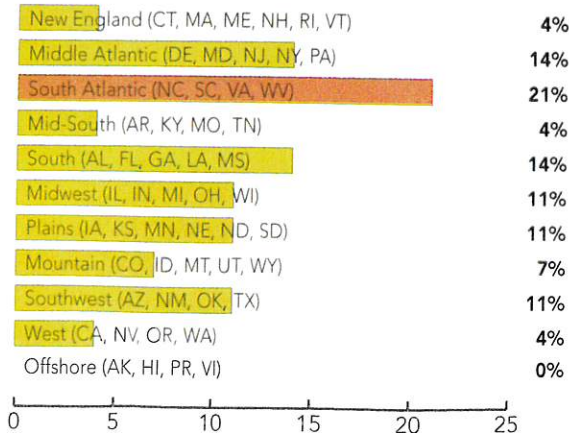 New England (CT, MA, ME, NH, RI, VT) 4%
Middle Atlantic (DE, MD, NJ, NY, PA) 14%
South Atlantic (NC, SC, VA, WV) 21%
Mid-South (AR, KY, MO, TN) 4%
South (AL, FL, GA, LA, MS) 14%
Midwest (IL, IN, MI, OH, WI) 11%
Plains (IA, KS, MN, NE, ND, SD) 11%
Mountain (CO, ID, MT, UT, WY) 7%
Southwest (AZ, NM, OK, TX) 11%
West (CA, NV, OR, WA) 4%
Offshore (AK, HI, PR, VI) 0%
0 5 10 15 20 25